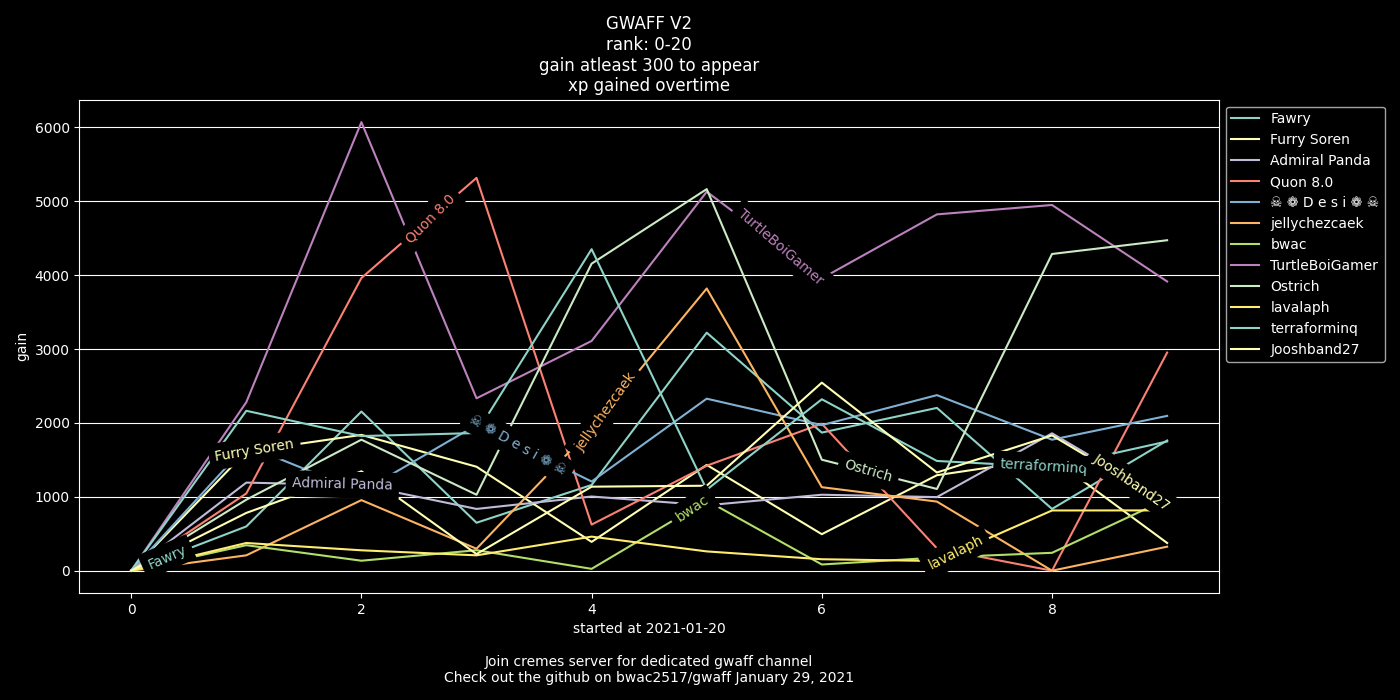 GWAFF V2
rank: 0-20
gain atleast 300 to appear
xp gained overtime
gain
6000
5000
4000
3000
2000
1000
0
0 2 4 6 8
started at 2021-01-20
Fawry
Furry Soren
Admiral Panda
Quon 8.0
☠ ❁ D e s i ❁ ☠
jellychezcaek
bwac
TurtleBoiGamer
Ostrich
lavalaph
terraforminq
Jooshband27
Fawry
Furry Soren
Admiral Panda
Quon 8.0
☠ ❁ D e s i ❁ ☠
jellychezcaek
bwac
TurtleBoiGamer
Ostrich
lavalaph
terraforminq
Jooshband27
Join cremes server for dedicated gwaff channel
Check out the github on bwac2517/gwaff January 29, 2021